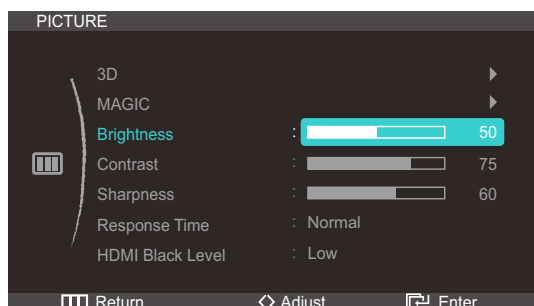 PICTURE
3D
MAGIC
Brightness : 50
Contrast : 75
Sharpness : 60
Response Time : Normal
HDMI Black Level : Low
Return Adjust Enter